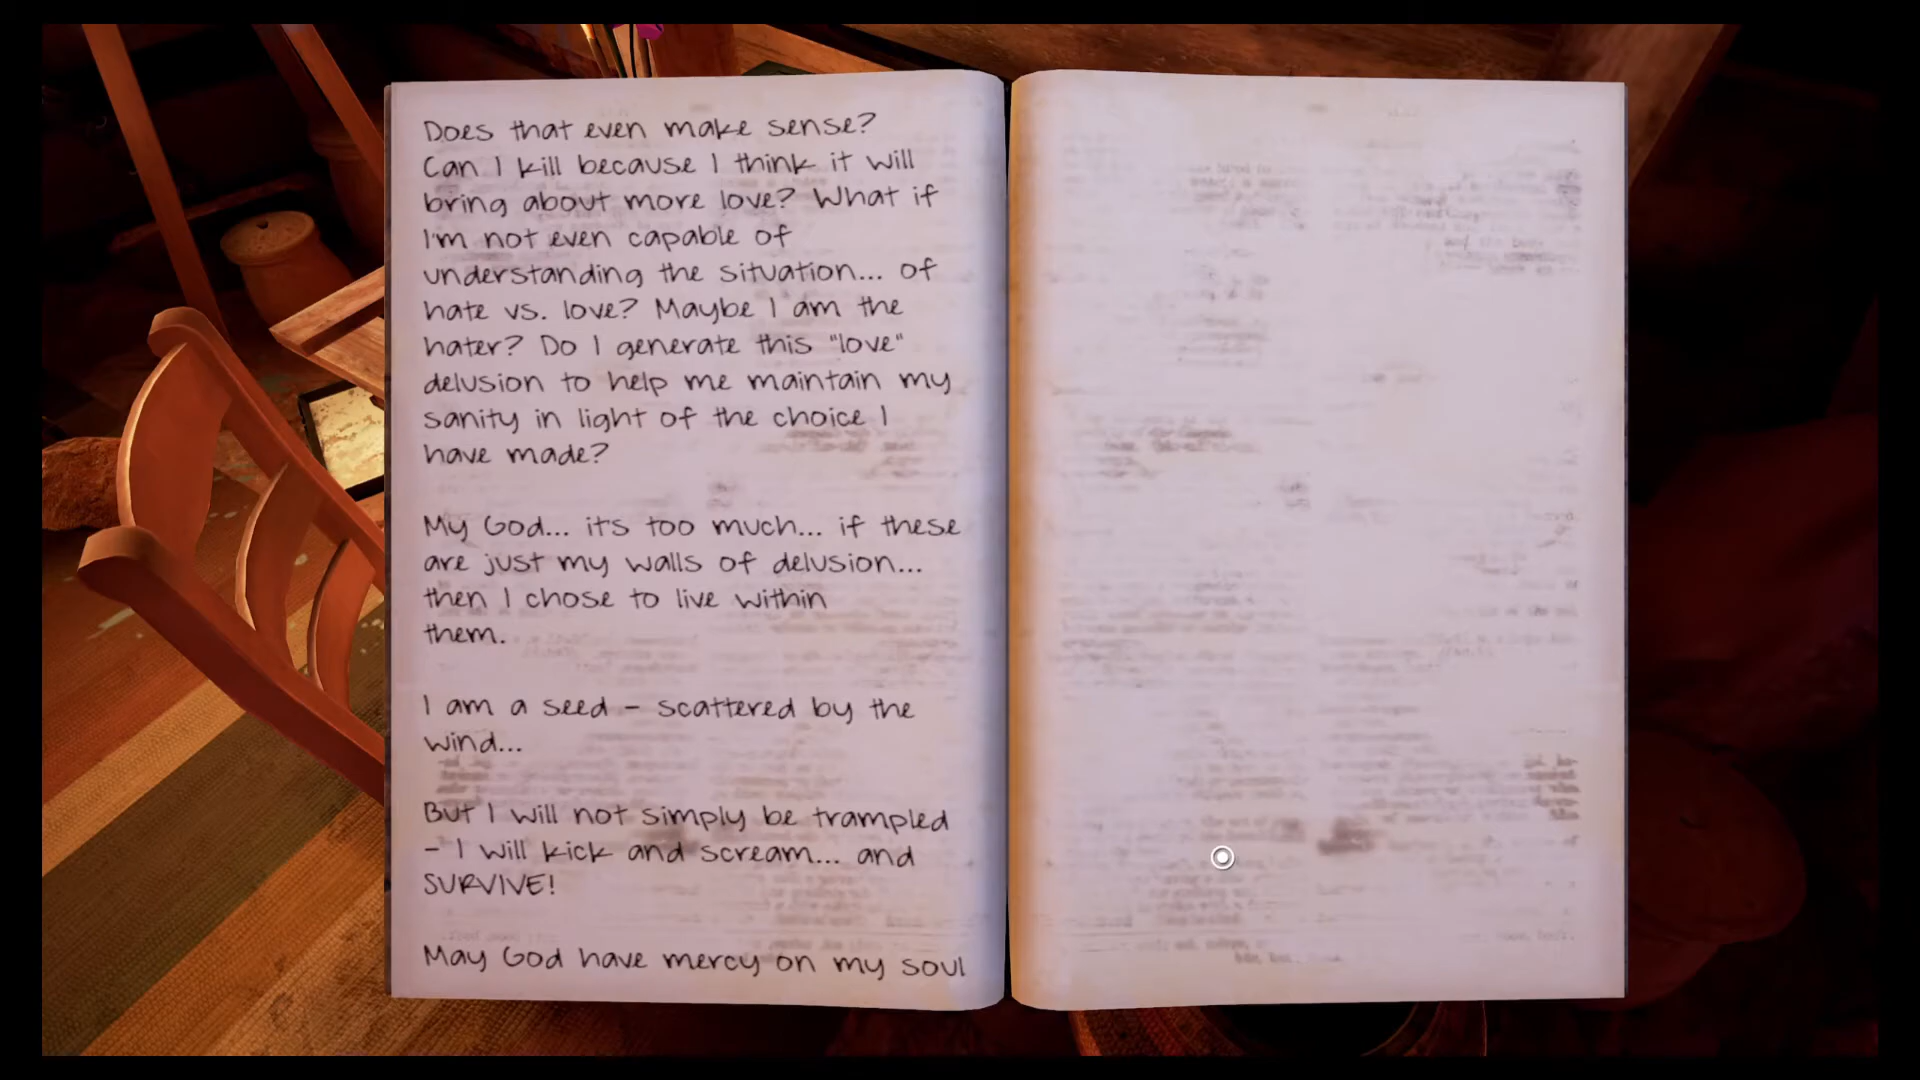 Does that even make sense?
Can I kill because I think it will
bring about more love? What if
I'm not even capable of
understanding the situation... of
hate vs. love? Maybe I am the
hater? Do I generate this "love"
delusion to help me maintain my
sanity in light of the choice I
have made?
My God... it's too much... if these
are just my walls of delusion...
then I chose to live within
them.
I am a seed - scattered by the
wind...
But I will not simply be trampled
- I will kick and scream... and
SURVIVE!
May God have mercy on my soul